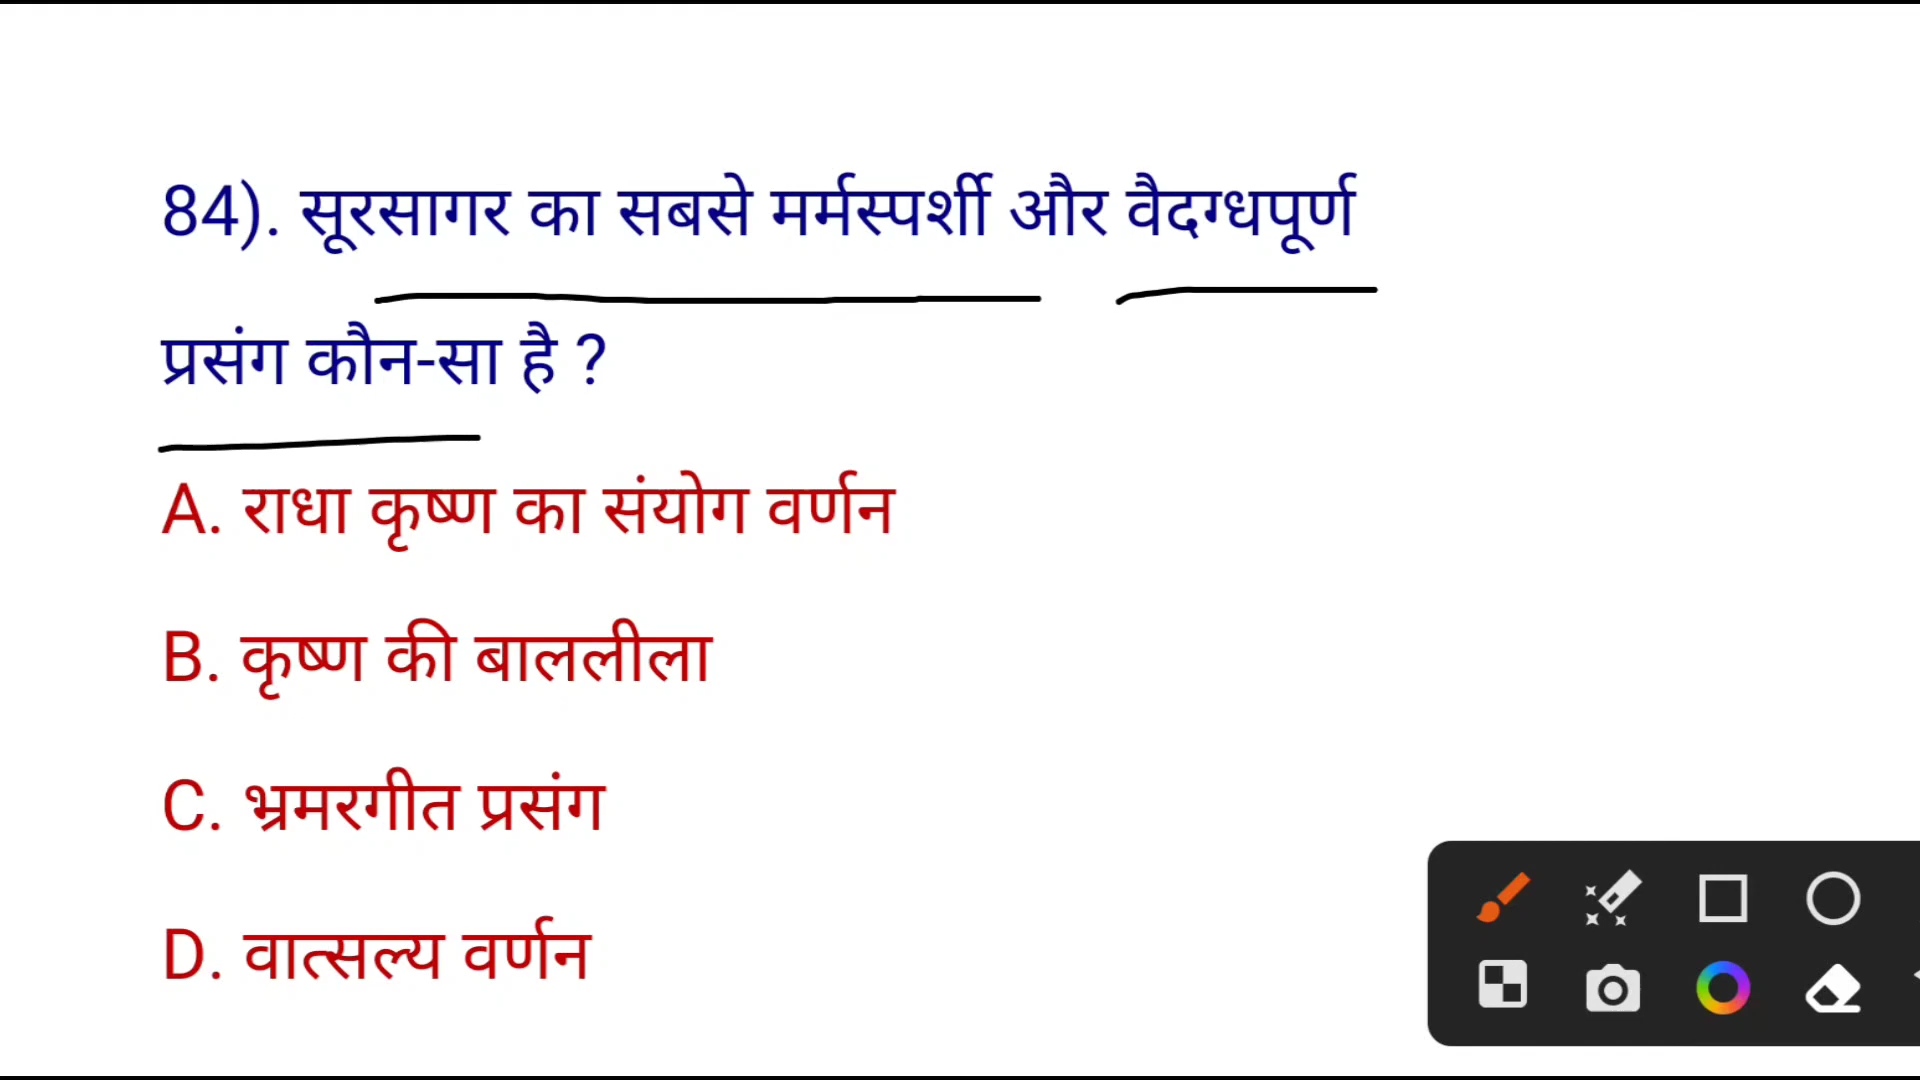 84). सूरसागर का सबसे मर्मस्पर्शी और वैदग्धपूर्ण
प्रसंग कौन-सा है ?
A. राधा कृष्ण का संयोग वर्णन
B. कृष्ण की बाललीला
C. भ्रमरगीत प्रसंग
D. वात्सल्य वर्णन